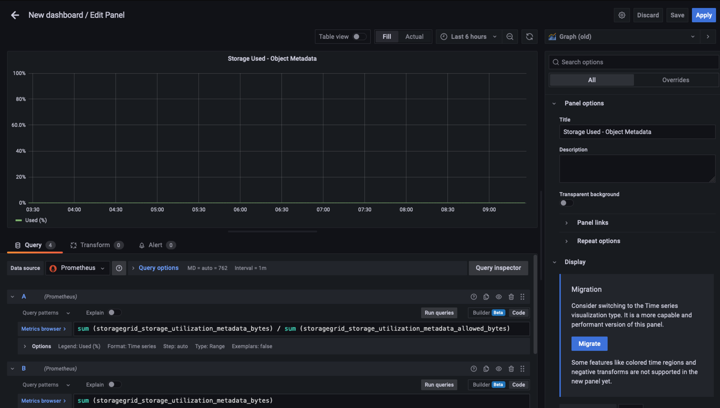 New dashboard / Edit Panel
Discard Save Apply
Table view Fill Actual Last 6 hours
Graph (old)
Storage Used - Object Metadata
100%
80%
60.0%
40%
20%
0%
03:30 04:00 04:30 05:00 05:30 06:00 06:30 07:00 07:30 08:00 08:30 09:00
Used (%)
Query 4 Transform 0 Alert 0
Data source Prometheus Query options MD = auto = 762 Interval = 1m Query inspector
A (Prometheus)
Query patterns Explain Run queries Builder Beta Code
Metrics browser > sum (storagegrid_storage_utilization_metadata_bytes) / sum (storagegrid_storage_utilization_metadata_allowed_bytes)
Options Legend: Used (%) Format: Time series Step: auto Type: Range Exemplars: false
B (Prometheus)
Query patterns Explain Run queries Builder Beta Code
Metrics browser > sum (storagegrid_storage_utilization_metadata_bytes)
Search options
All Overrides
Panel options
Title
Storage Used - Object Metadata
Description
Transparent background
Panel links
Repeat options
Display
Migration
Consider switching to the Time series
visualization type. It is a more capable and
performant version of this panel.
Migrate
Some features like colored time regions and
negative transforms are not supported in the
new panel yet.